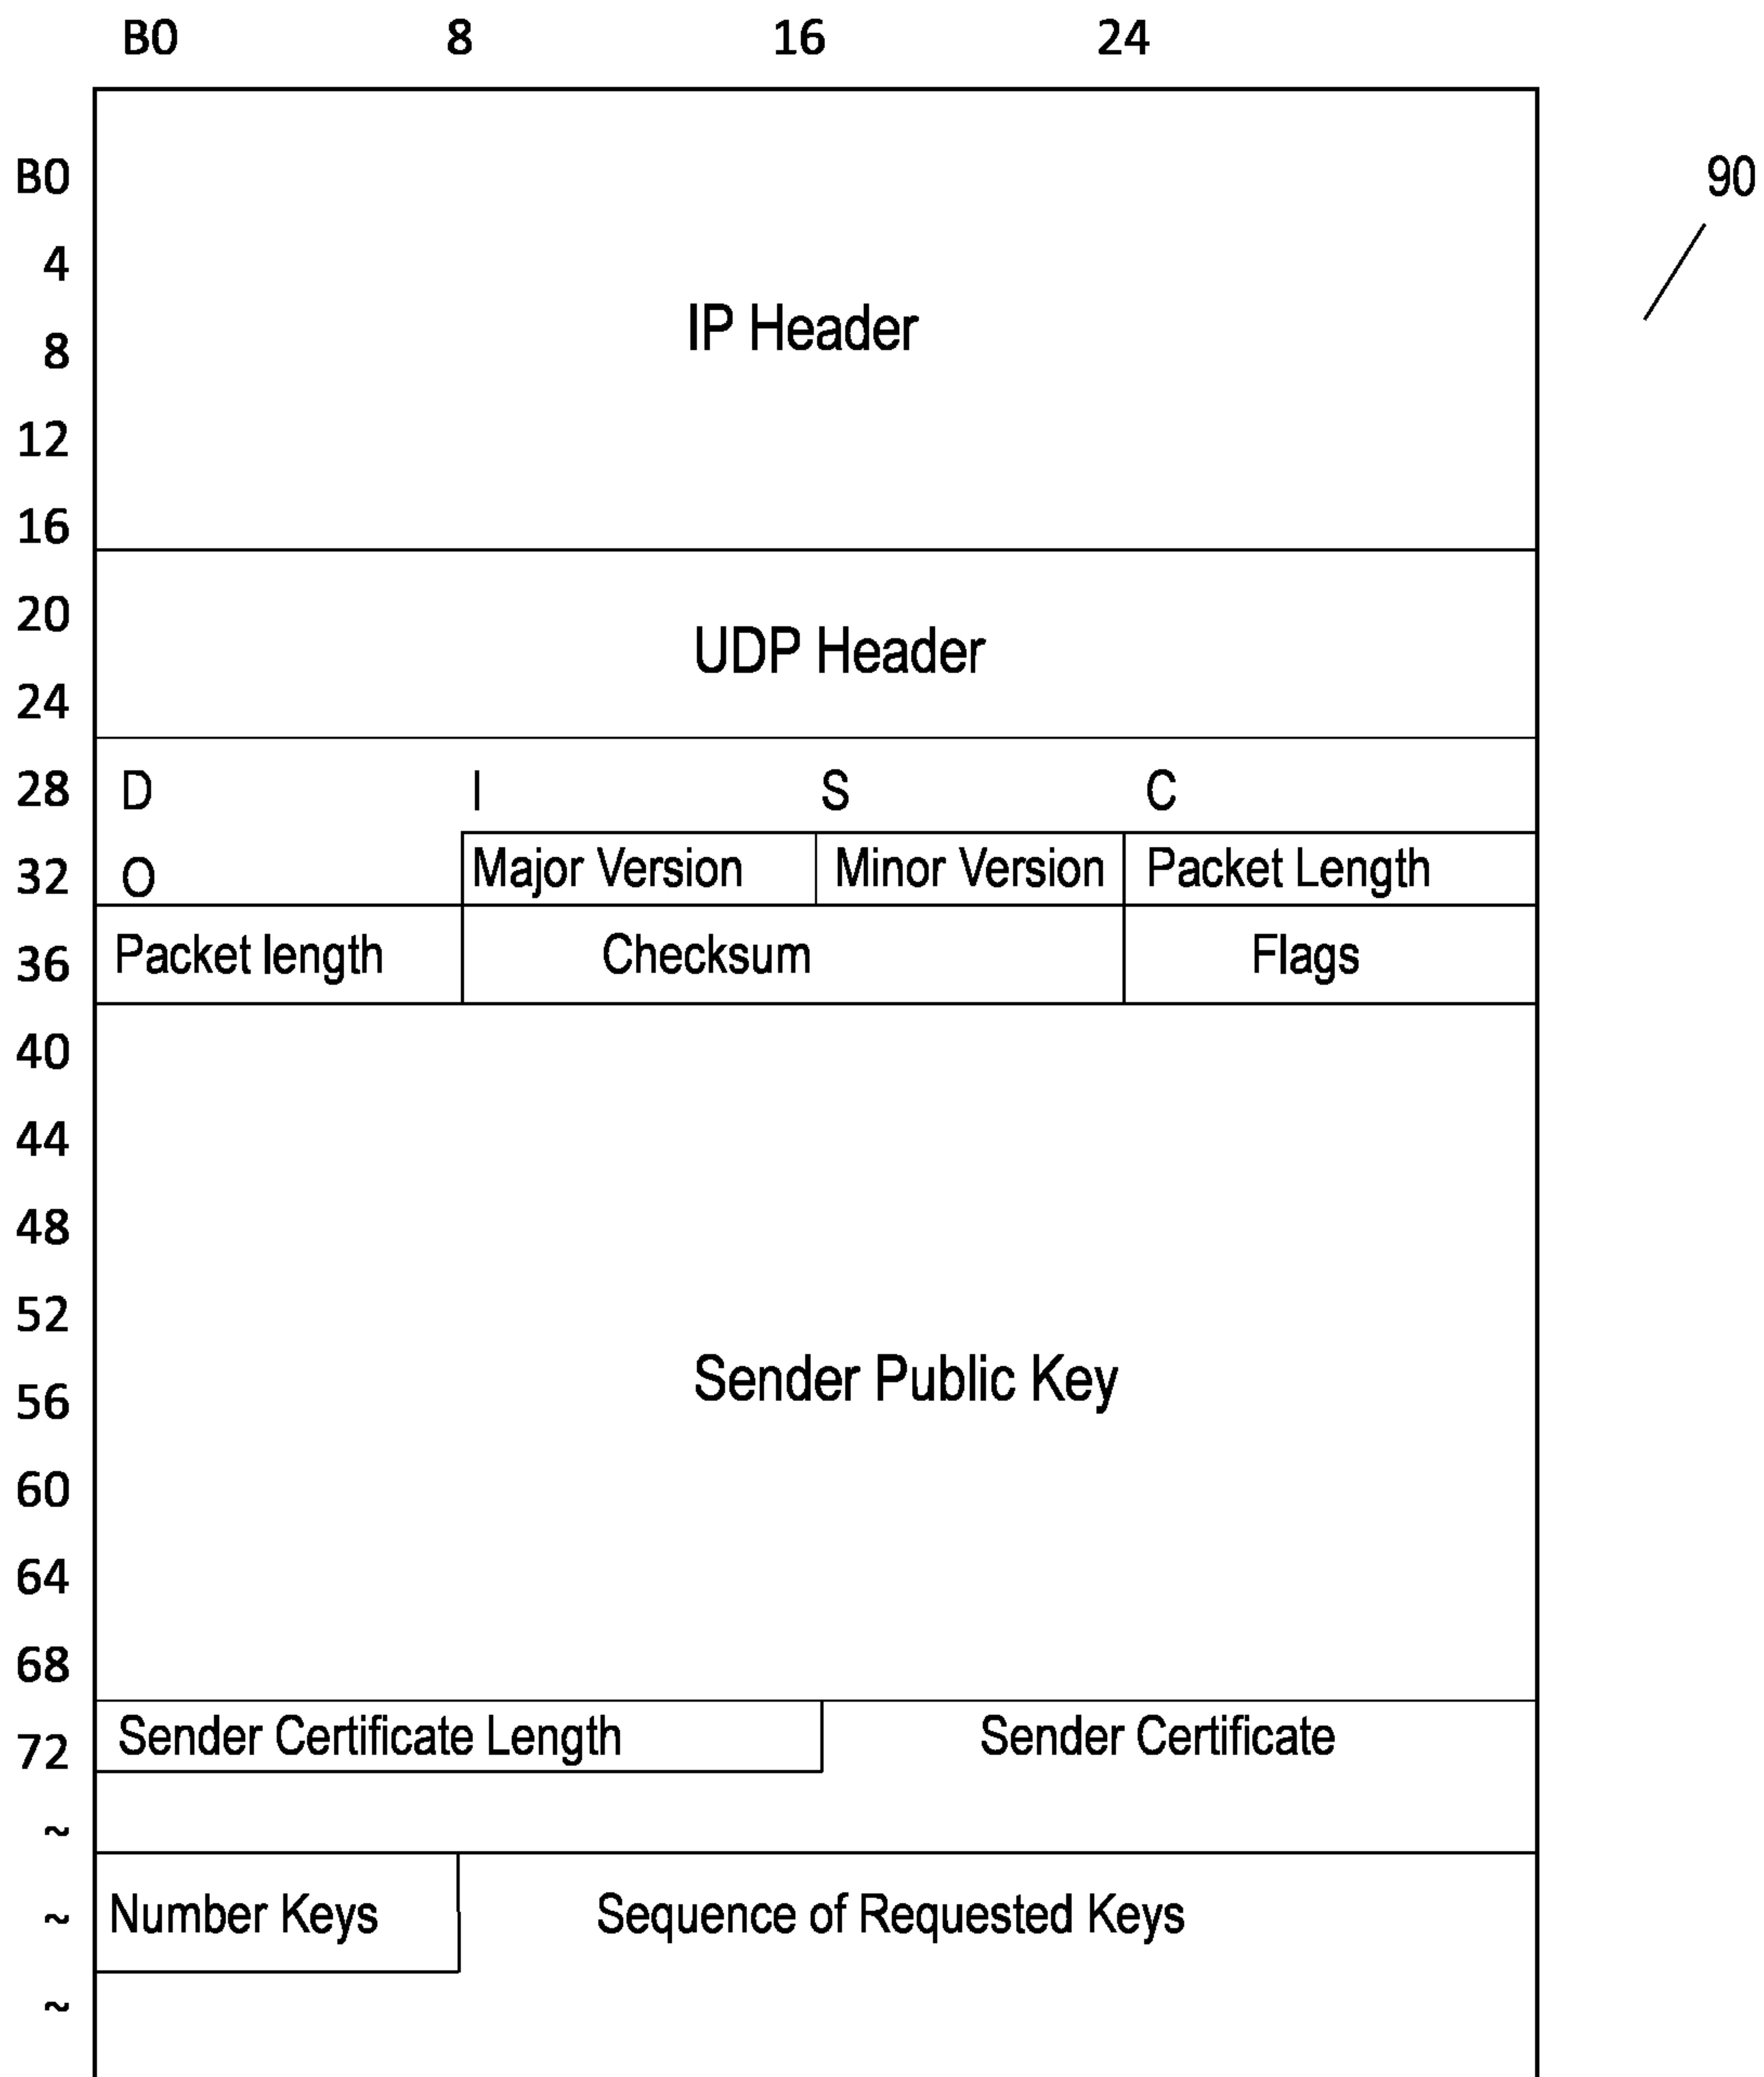 B0 8 16 24
B0 90
4
IP Header
8
12
16
20
UDP Header
24
28 D I S C
32 O Major Version Minor Version Packet Length
36 Packet length Checksum Flags
40
44
48
52
Sender Public Key
56
60
64
68
72 Sender Certificate Length Sender Certificate
~
~ Number Keys Sequence of Requested Keys
~